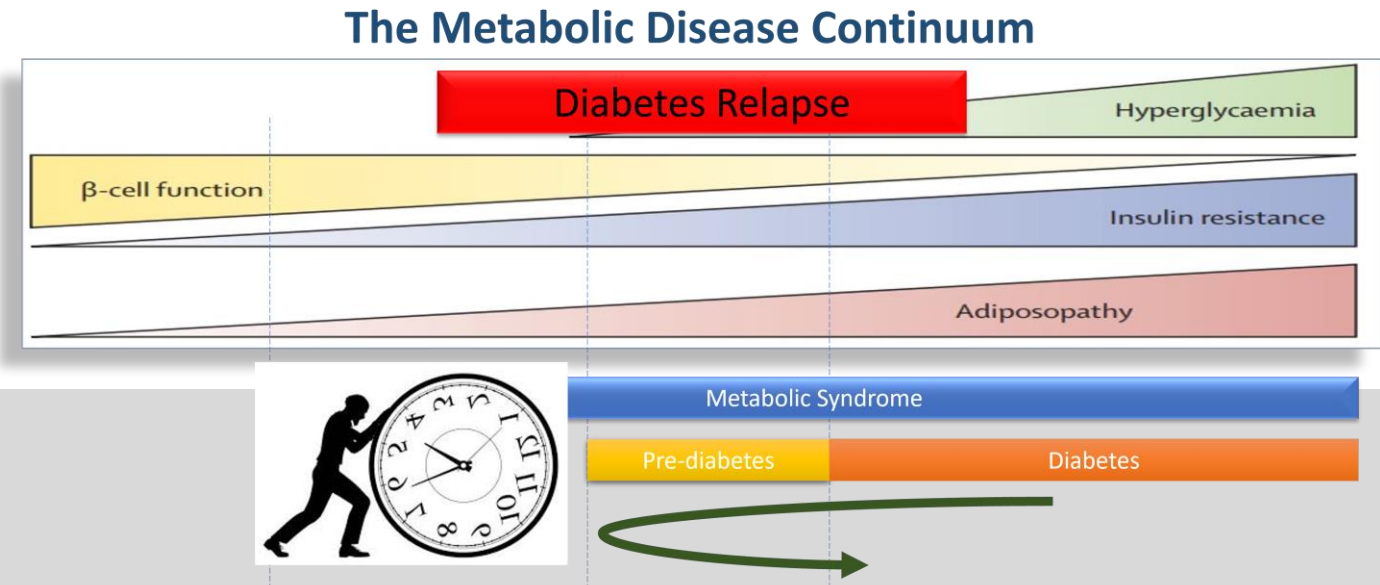 The Metabolic Disease Continuum
Diabetes Relapse
Hyperglycaemia
β-cell function
Insulin resistance
Adiposopathy
Metabolic Syndrome
Pre-diabetes
Diabetes